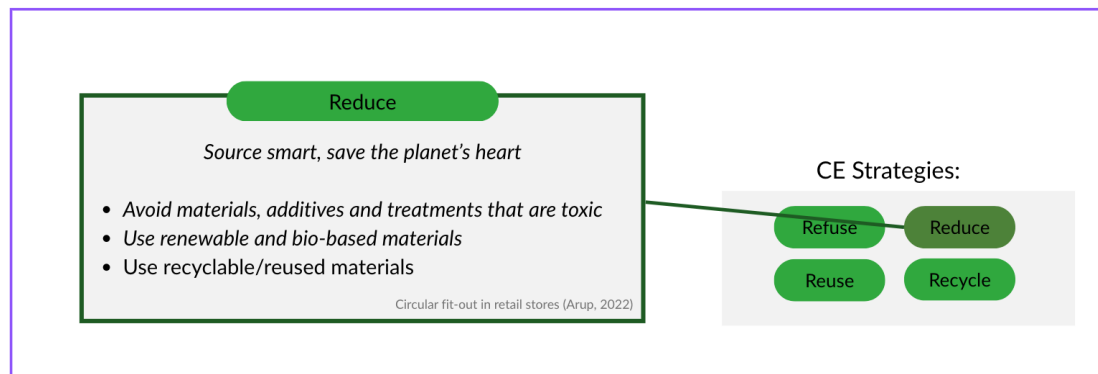 Reduce
Source smart, save the planet’s heart
• Avoid materials, additives and treatments that are toxic
• Use renewable and bio-based materials
• Use recyclable/reused materials
Circular fit-out in retail stores (Arup, 2022)
CE Strategies:
Refuse Reduce
Reuse Recycle